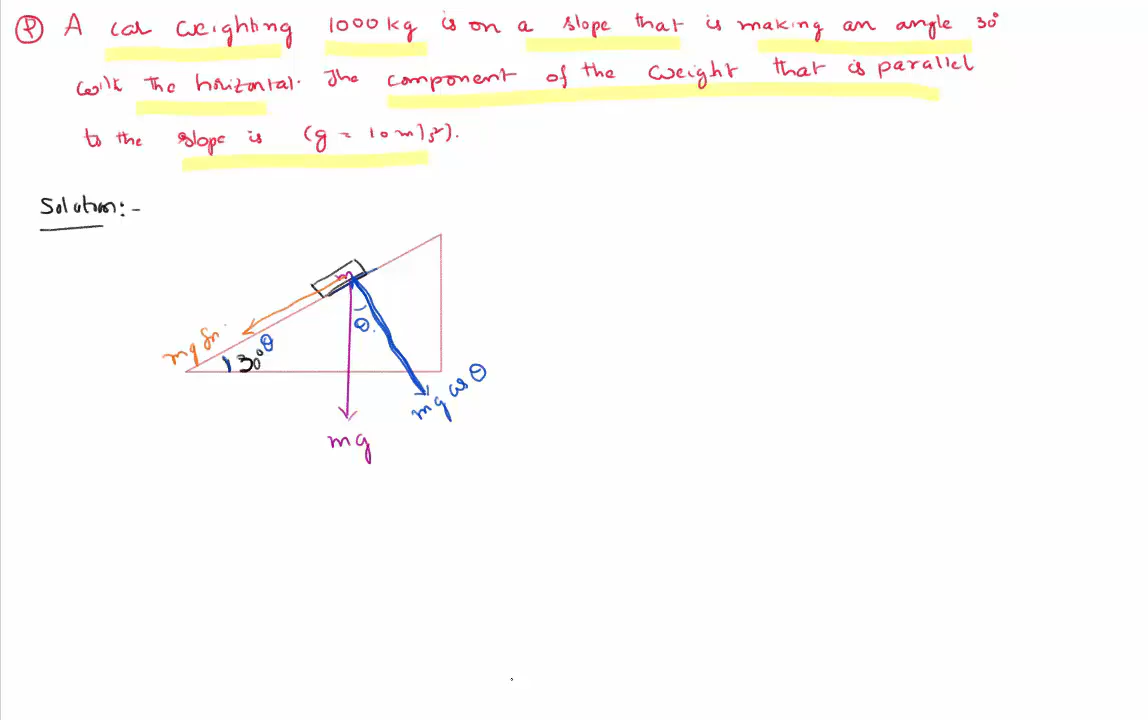 (P) A car weighting 1000 kg is on a slope that is making an angle 30°
with the horizontal. The component of the weight that is parallel
to the slope is (g = 10 m/s²).
Solution:-
m
θ
mg Sin
30° θ
mg cos θ
mg